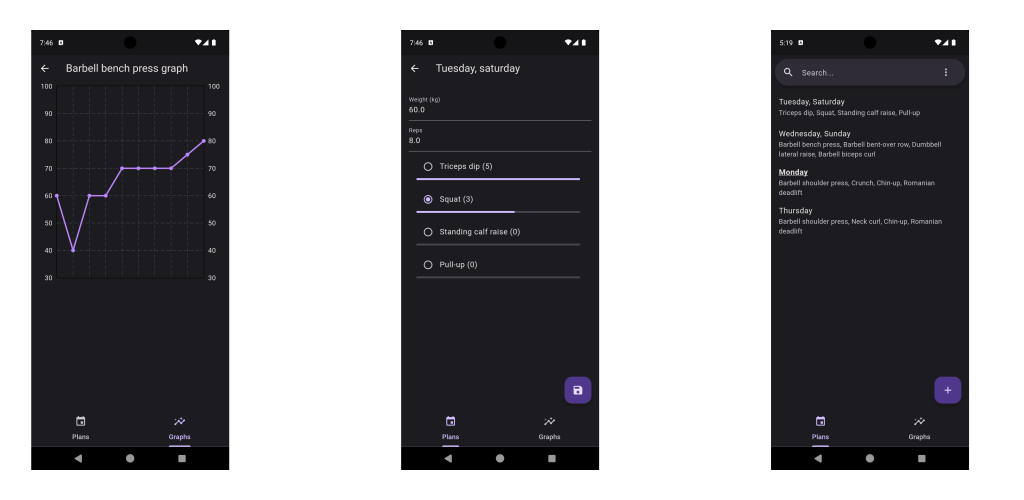 7:46
Barbell bench press graph
100 100
90 90
80 80
70 70
60 60
50 50
40 40
30 30
Plans Graphs
7:46
Tuesday, saturday
Weight (kg)
60.0
Reps
8.0
Triceps dip (5)
Squat (3)
Standing calf raise (0)
Pull-up (0)
Plans Graphs
5:19
Search...
Tuesday, Saturday
Triceps dip, Squat, Standing calf raise, Pull-up
Wednesday, Sunday
Barbell bench press, Barbell bent-over row, Dumbbell
lateral raise, Barbell biceps curl
Monday
Barbell shoulder press, Crunch, Chin-up, Romanian
deadlift
Thursday
Barbell shoulder press, Neck curl, Chin-up, Romanian
deadlift
Plans Graphs